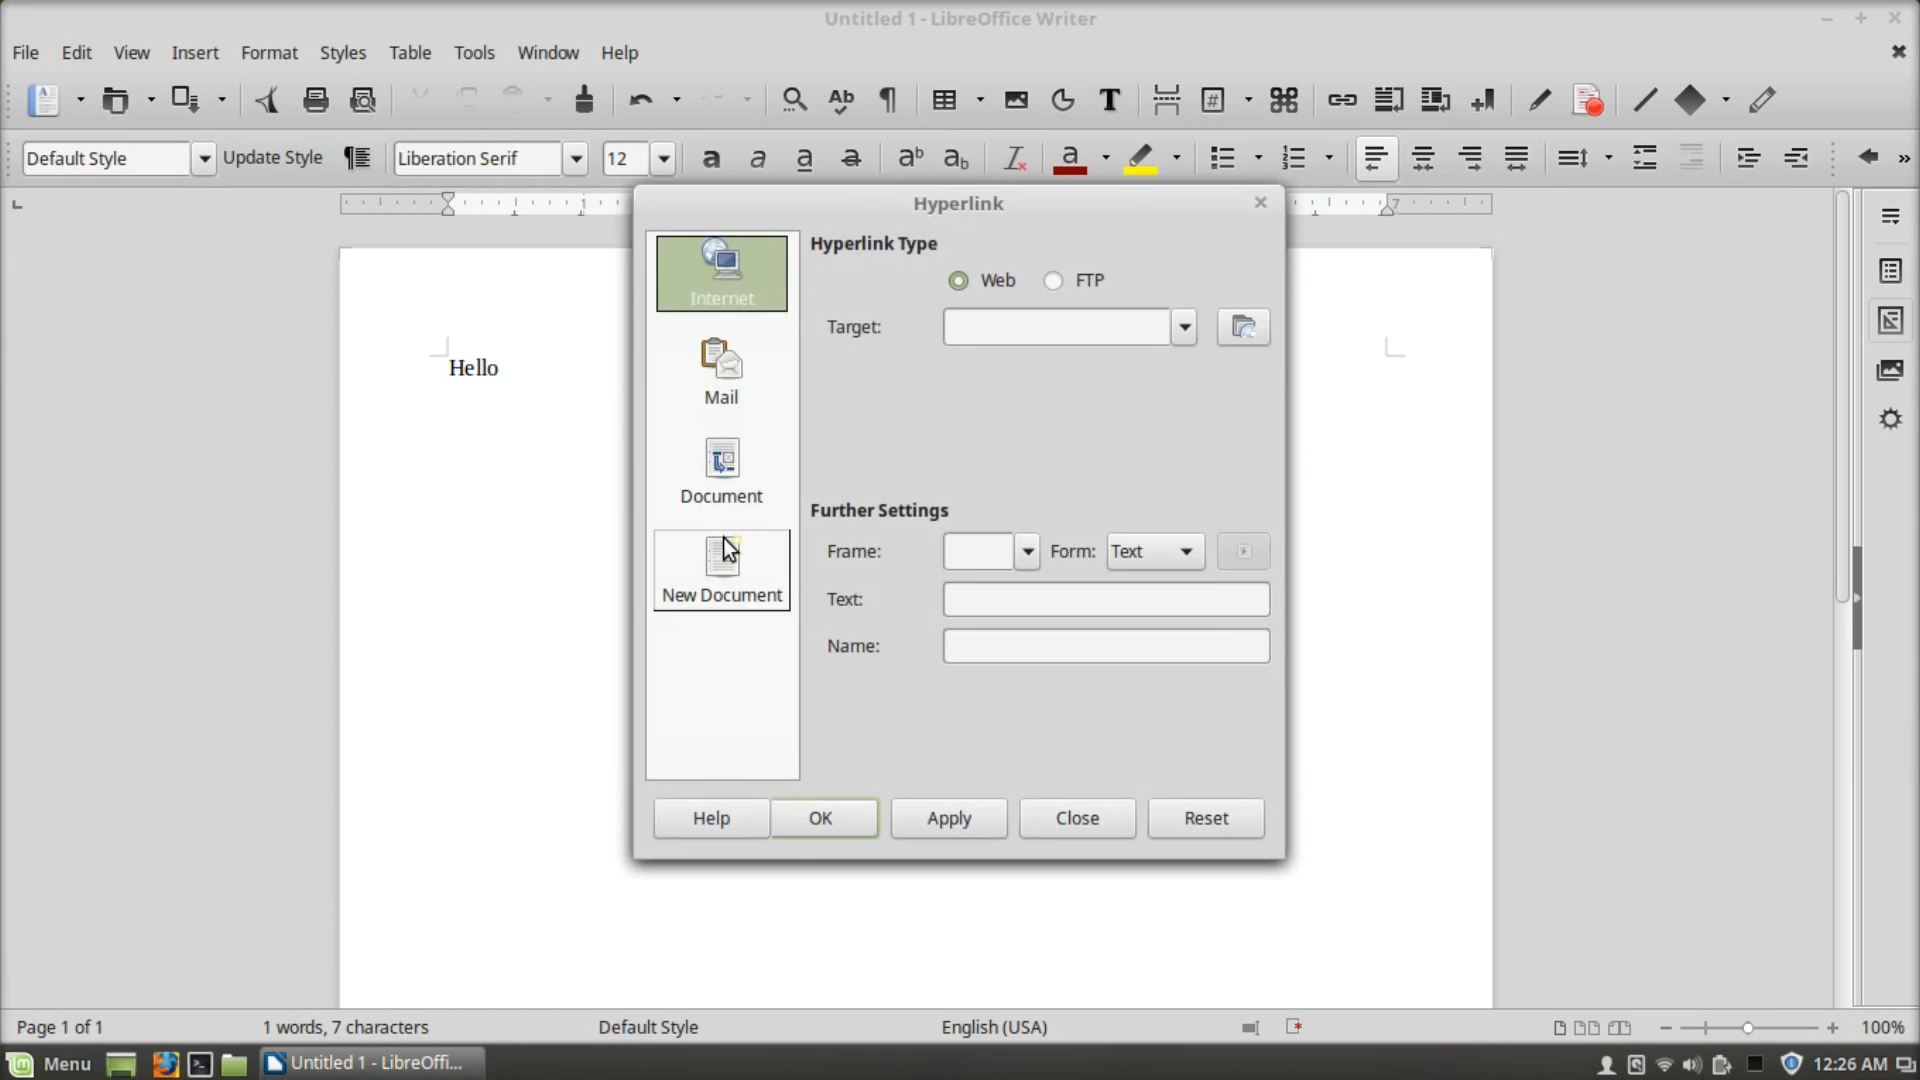 Untitled 1 - LibreOffice Writer
File Edit View Insert Format Styles Table Tools Window Help
Default Style Update Style Liberation Serif 12
Hyperlink
Internet
Mail
Document
New Document
Hyperlink Type
Web FTP
Target:
Further Settings
Frame: Form: Text
Text:
Name:
Help OK Apply Close Reset
Hello
Page 1 of 1 1 words, 7 characters Default Style English (USA) 100%
Menu Untitled 1 - LibreOffi... 12:26 AM